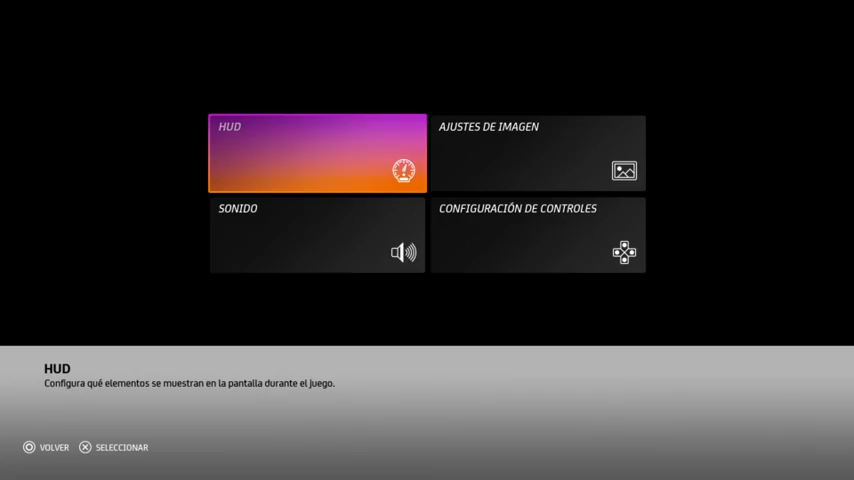 HUD
AJUSTES DE IMAGEN
SONIDO
CONFIGURACIÓN DE CONTROLES
HUD
Configura qué elementos se muestran en la pantalla durante el juego.
VOLVER SELECCIONAR